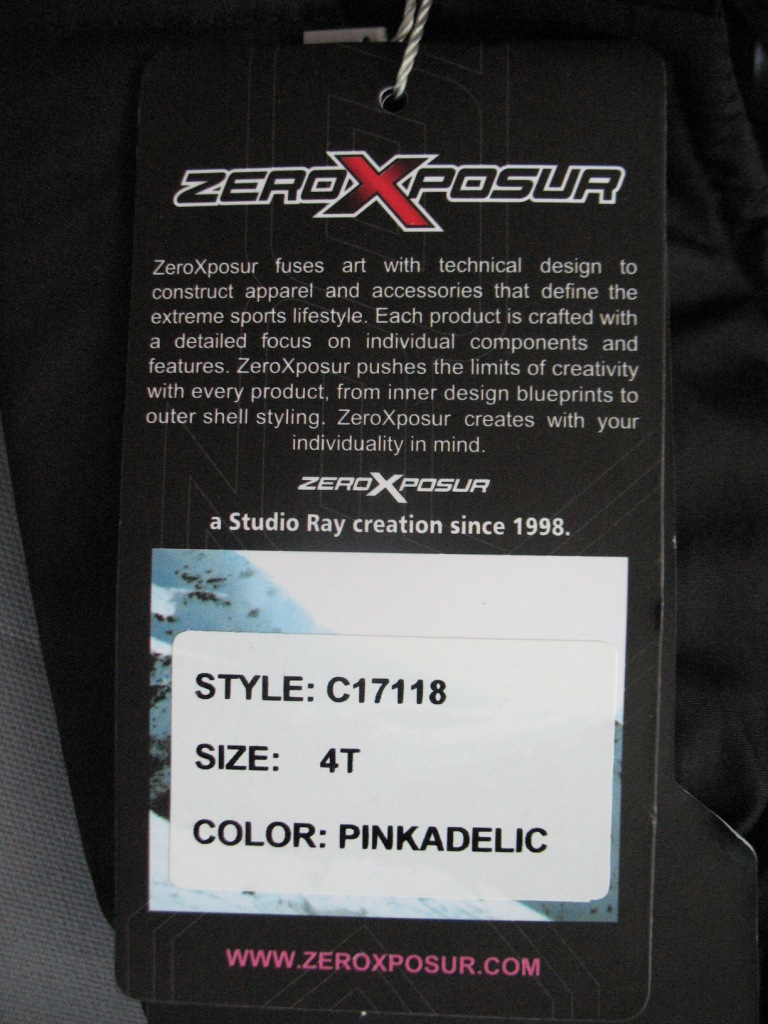 ZEROXPOSUR
ZeroXposur fuses art with technical design to
construct apparel and accessories that define the
extreme sports lifestyle. Each product is crafted with
a detailed focus on individual components and
features. ZeroXposur pushes the limits of creativity
with every product, from inner design blueprints to
outer shell styling. ZeroXposur creates with your
individuality in mind.
ZEROXPOSUR
a Studio Ray creation since 1998.
STYLE: C17118
SIZE: 4T
COLOR: PINKADELIC
WWW.ZEROXPOSUR.COM